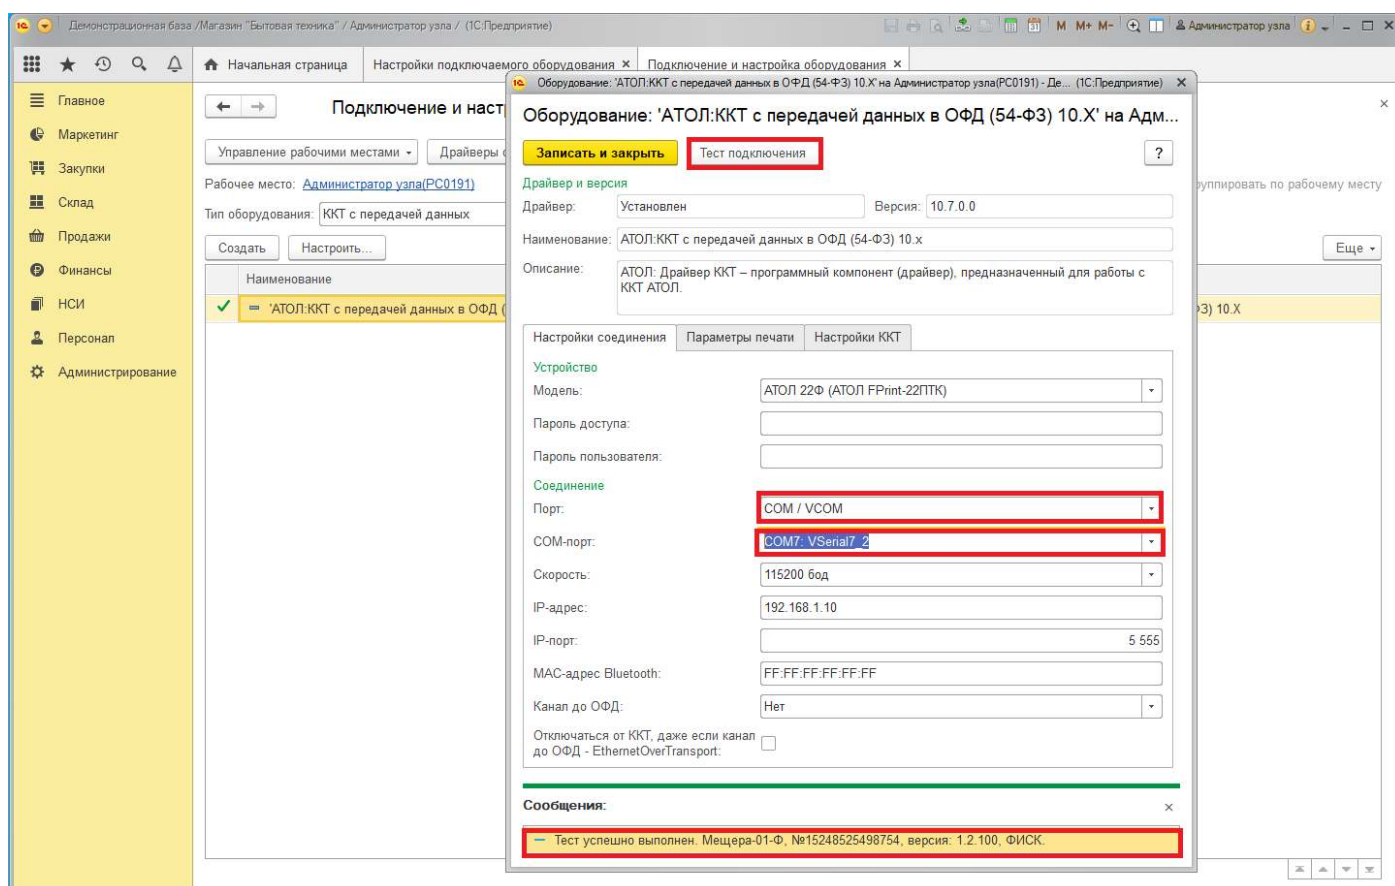 Демонстрационная база /Магазин "Бытовая техника" / Администратор узла / (1С:Предприятие)
M M+ M- Администратор узла
Начальная страница Настройки подключаемого оборудования × Подключение и настройка оборудования ×
Главное
Маркетинг
Закупки
Склад
Продажи
Финансы
НСИ
Персонал
Администрирование
Подключение и наст
Управление рабочими местами Драйверы
Рабочее место: Администратор узла(PC0191)
руппировать по рабочему месту
Тип оборудования: ККТ с передачей данных
Создать Настроить...
Еще
Наименование
'АТОЛ:ККТ с передачей данных в ОФД (
ФЗ) 10.Х
Оборудование: 'АТОЛ:ККТ с передачей данных в ОФД (54-ФЗ) 10.Х' на Администратор узла(PC0191) - Де... (1С:Предприятие)
Оборудование: 'АТОЛ:ККТ с передачей данных в ОФД (54-ФЗ) 10.Х' на Адм...
Записать и закрыть Тест подключения ?
Драйвер и версия
Драйвер: Установлен Версия: 10.7.0.0
Наименование: АТОЛ:ККТ с передачей данных в ОФД (54-ФЗ) 10.x
Описание: АТОЛ: Драйвер ККТ – программный компонент (драйвер), предназначенный для работы с
ККТ АТОЛ.
Настройки соединения Параметры печати Настройки ККТ
Устройство
Модель: АТОЛ 22Ф (АТОЛ FPrint-22ПТК)
Пароль доступа:
Пароль пользователя:
Соединение
Порт: COM / VCOM
COM-порт: COM7: VSerial7_2
Скорость: 115200 бод
IP-адрес: 192.168.1.10
IP-порт: 5 555
MAC-адрес Bluetooth: FF:FF:FF:FF:FF:FF
Канал до ОФД: Нет
Отключаться от ККТ, даже если канал
до ОФД - EthernetOverTransport:
Сообщения:
Тест успешно выполнен. Мещера-01-Ф, №15248525498754, версия: 1.2.100, ФИСК.